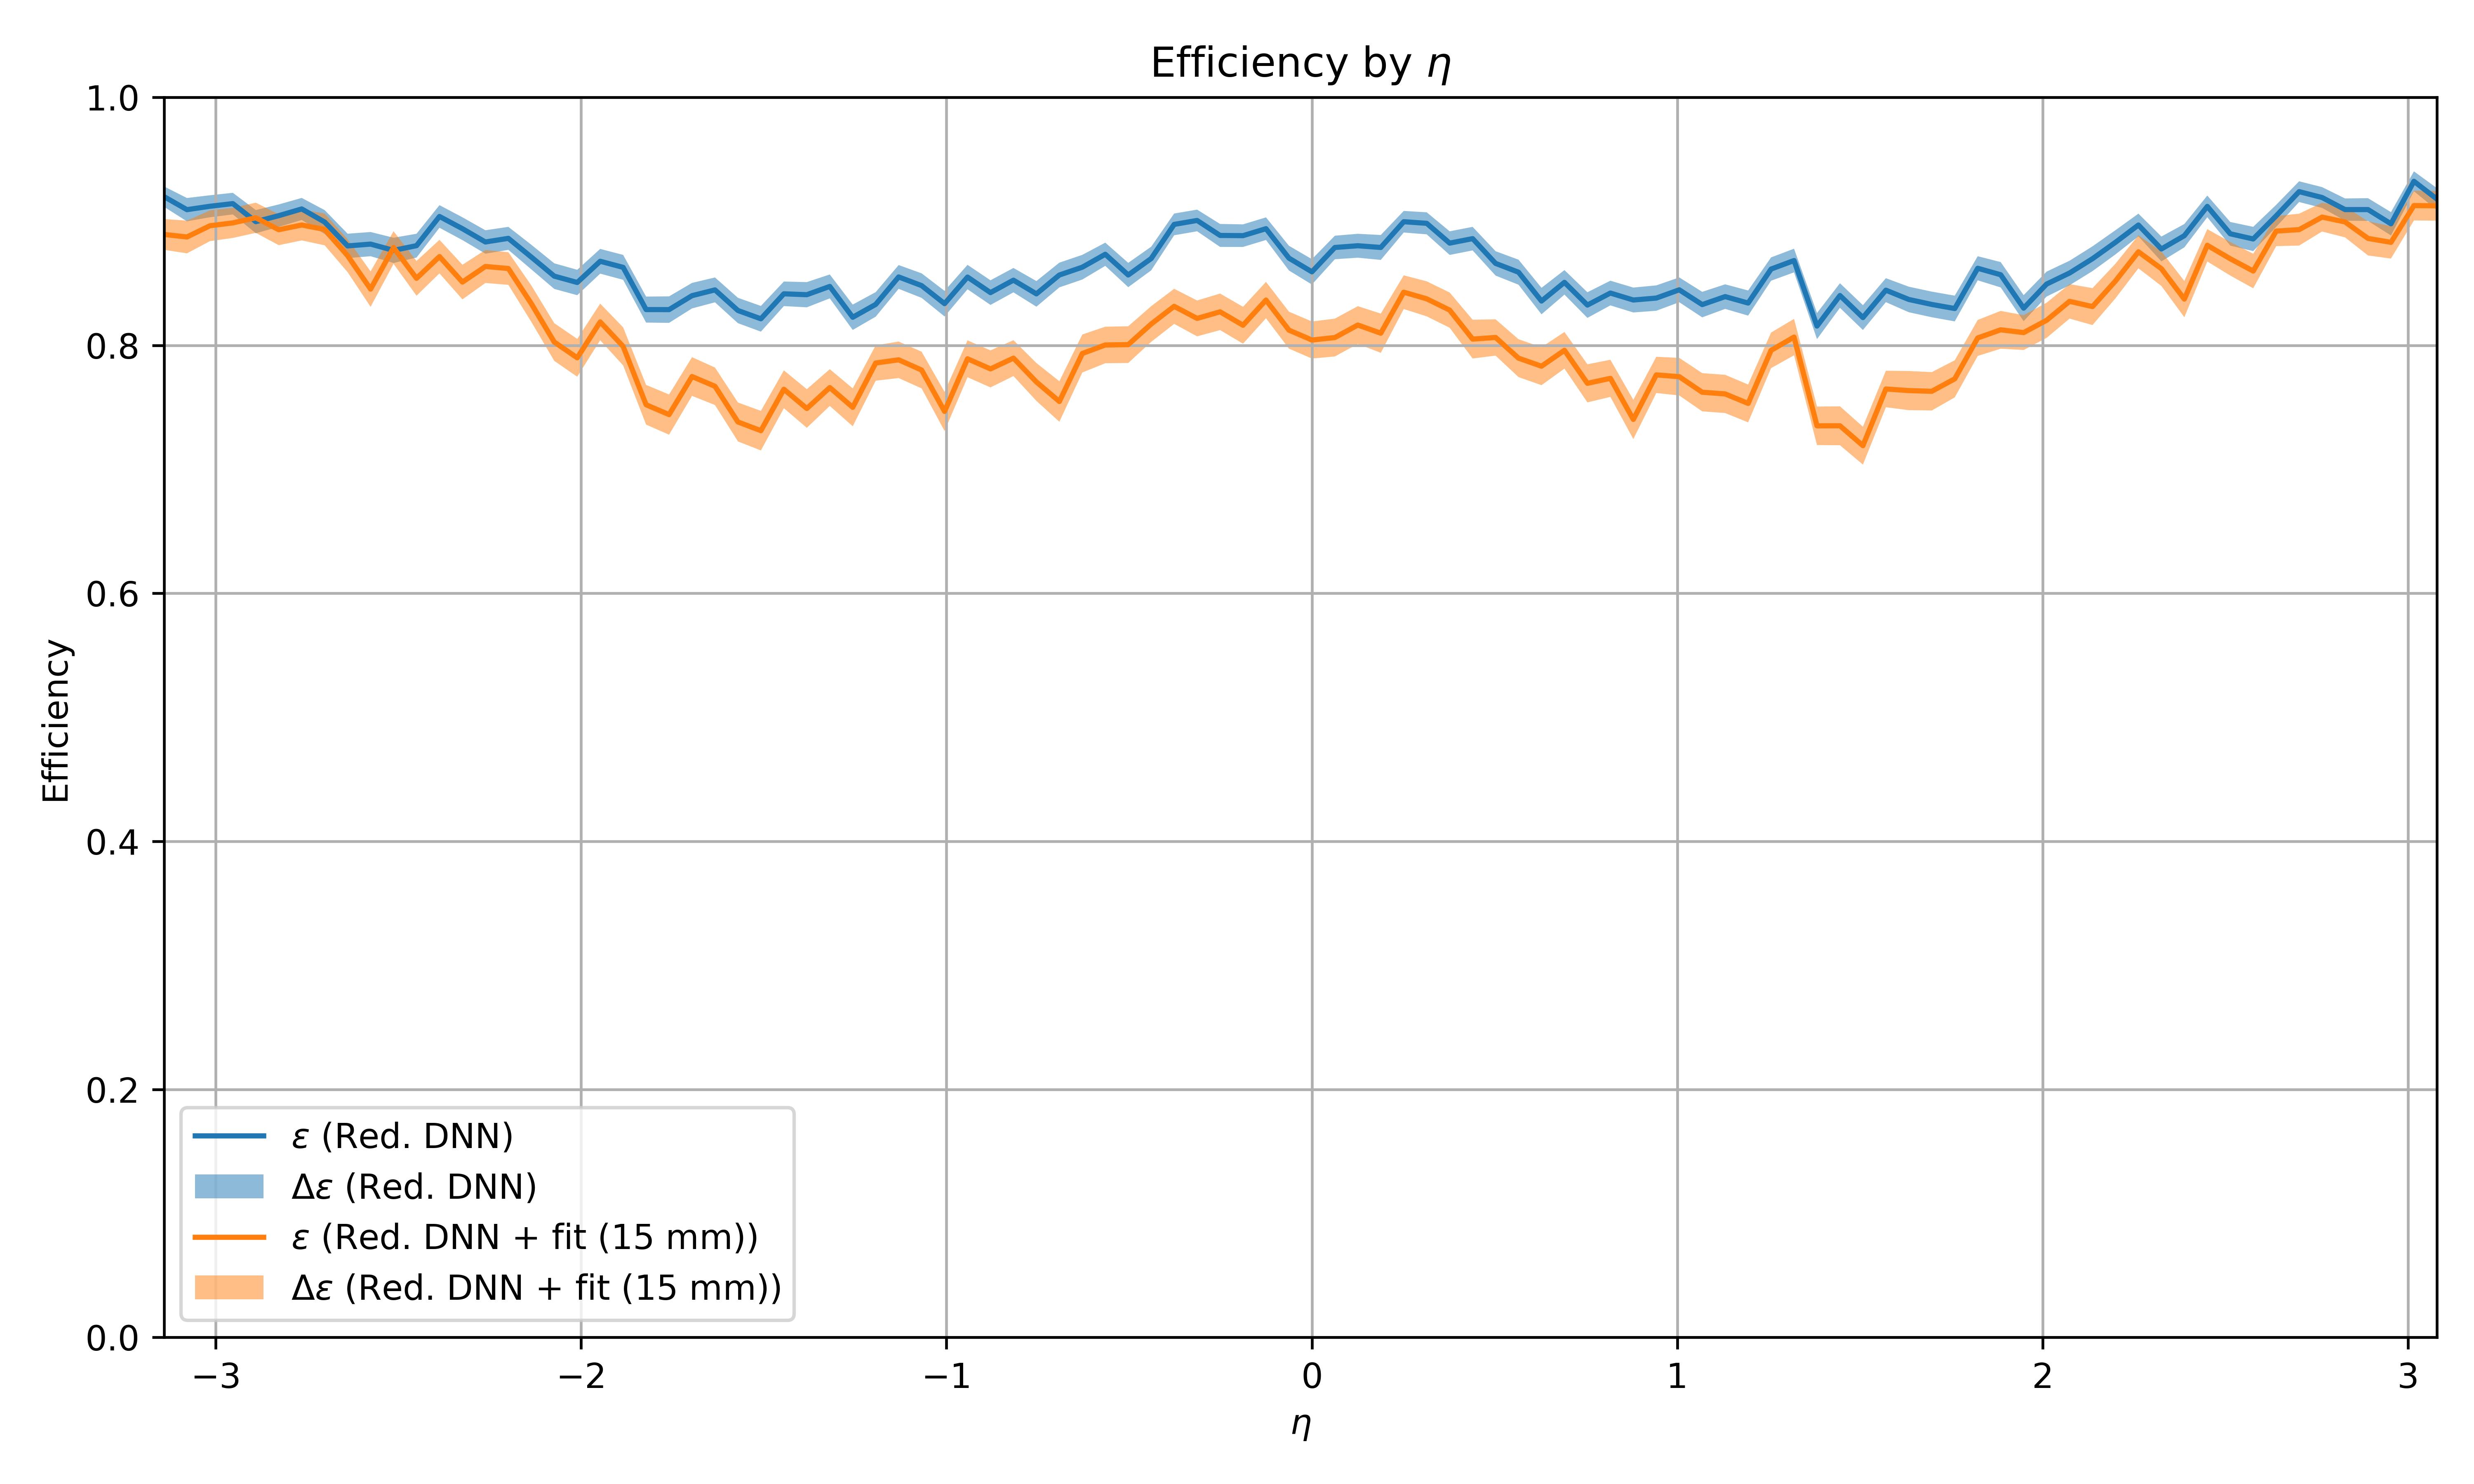 Efficiency by η
1.0
0.8
0.6
0.4
0.2
0.0
Efficiency
ε (Red. DNN)
Δε (Red. DNN)
ε (Red. DNN + fit (15 mm))
Δε (Red. DNN + fit (15 mm))
−3 −2 −1 0 1 2 3
η